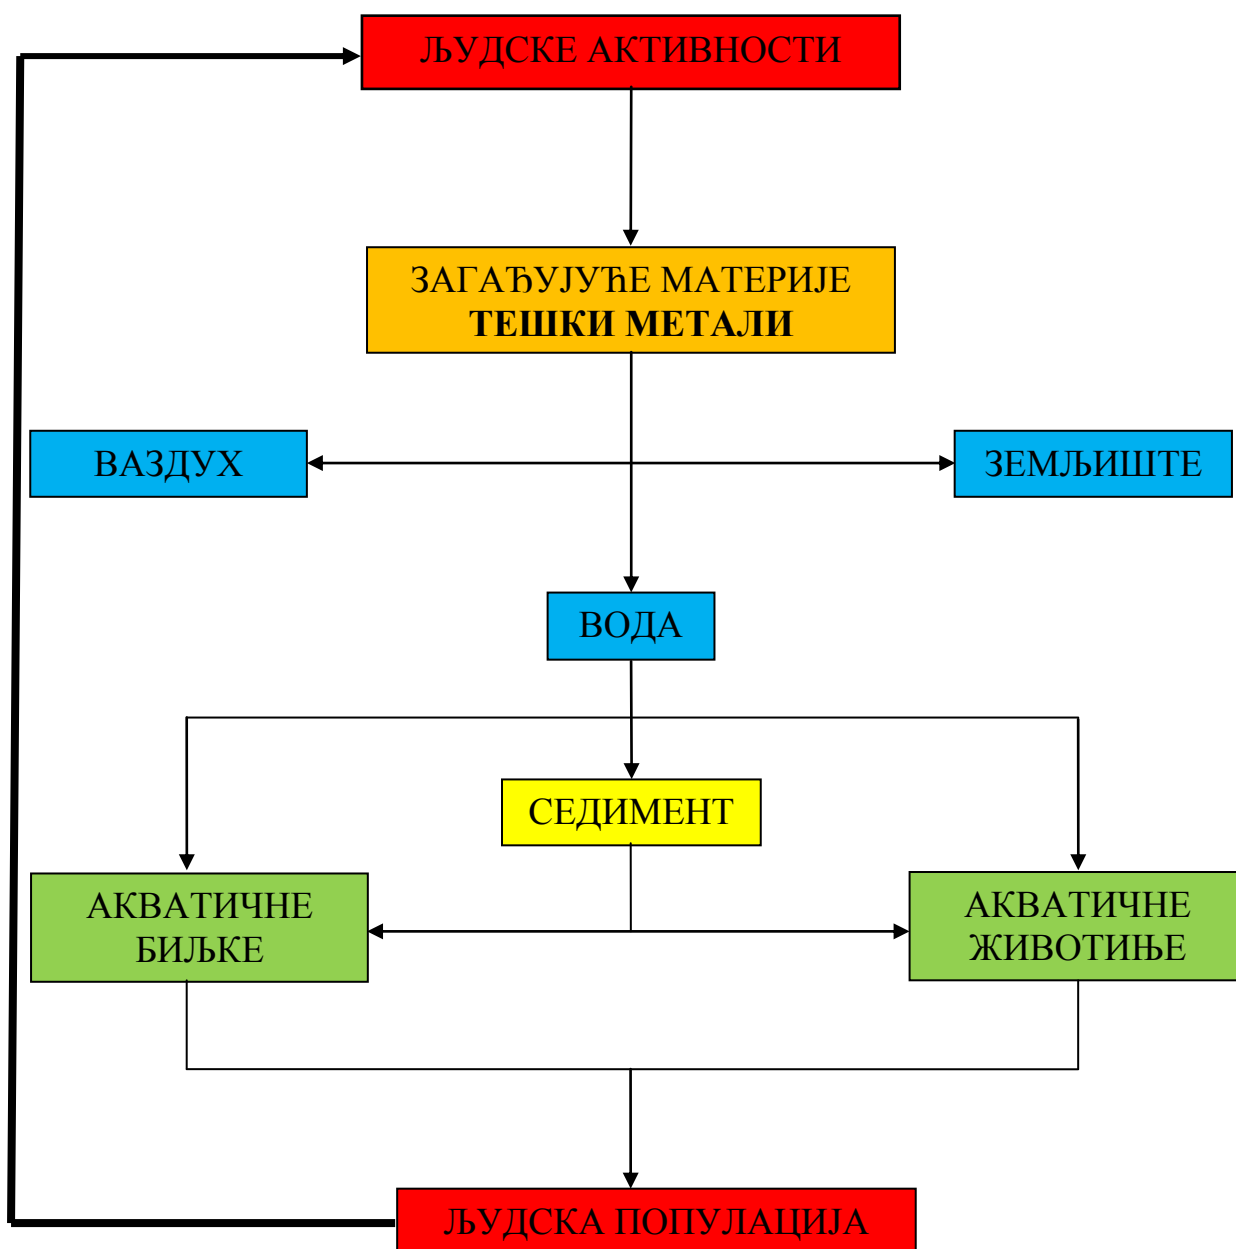 ЉУДСКЕ АКТИВНОСТИ
ЗАГАЂУЈУЋЕ МАТЕРИЈЕ
ТЕШКИ МЕТАЛИ
ВАЗДУХ
ЗЕМЉИШТЕ
ВОДА
СЕДИМЕНТ
АКВАТИЧНЕ
БИЉКЕ
АКВАТИЧНЕ
ЖИВОТИЊЕ
ЉУДСКА ПОПУЛАЦИЈА